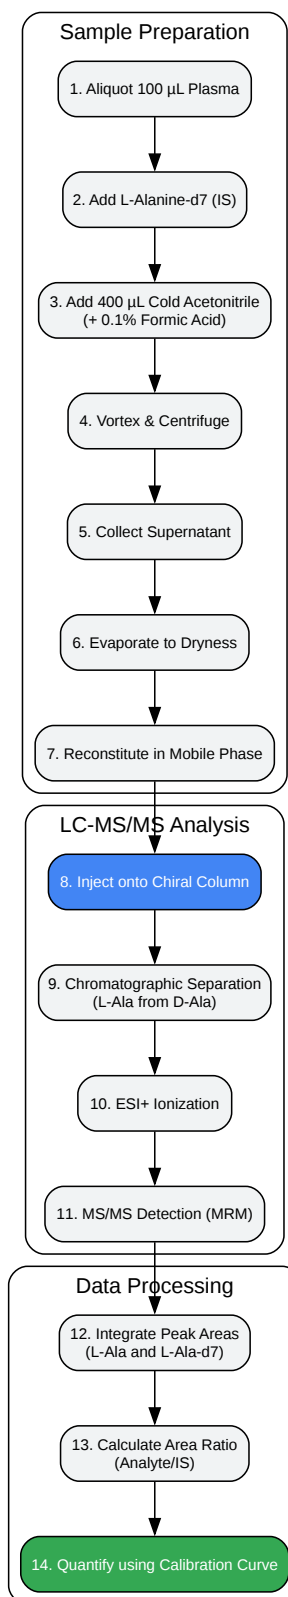 Sample Preparation
1. Aliquot 100 µL Plasma
2. Add L-Alanine-d7 (IS)
3. Add 400 µL Cold Acetonitrile
(+ 0.1% Formic Acid)
4. Vortex & Centrifuge
5. Collect Supernatant
6. Evaporate to Dryness
7. Reconstitute in Mobile Phase
LC-MS/MS Analysis
8. Inject onto Chiral Column
9. Chromatographic Separation
(L-Ala from D-Ala)
10. ESI+ Ionization
11. MS/MS Detection (MRM)
Data Processing
12. Integrate Peak Areas
(L-Ala and L-Ala-d7)
13. Calculate Area Ratio
(Analyte/IS)
14. Quantify using Calibration Curve